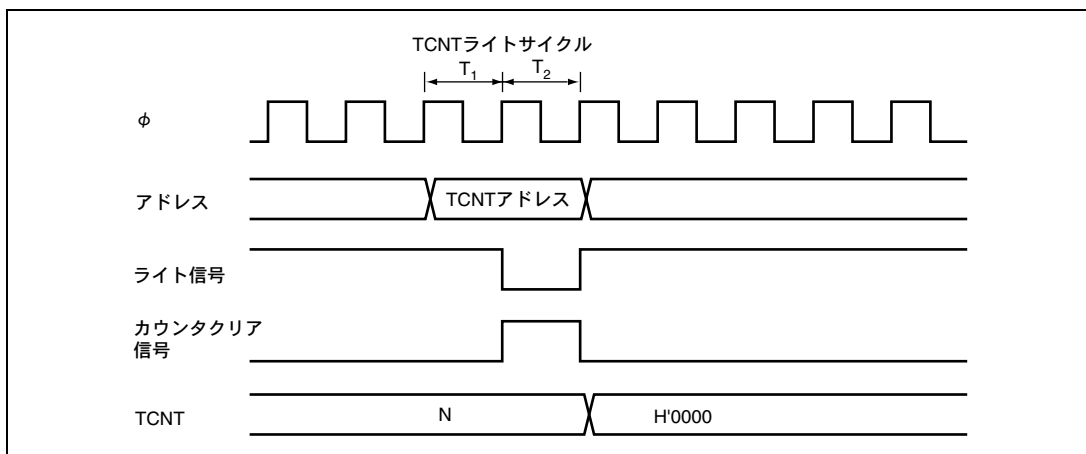 TCNTライトサイクル
T1 T2
φ
アドレス
TCNTアドレス
ライト信号
カウンタクリア
信号
TCNT
N
H'0000